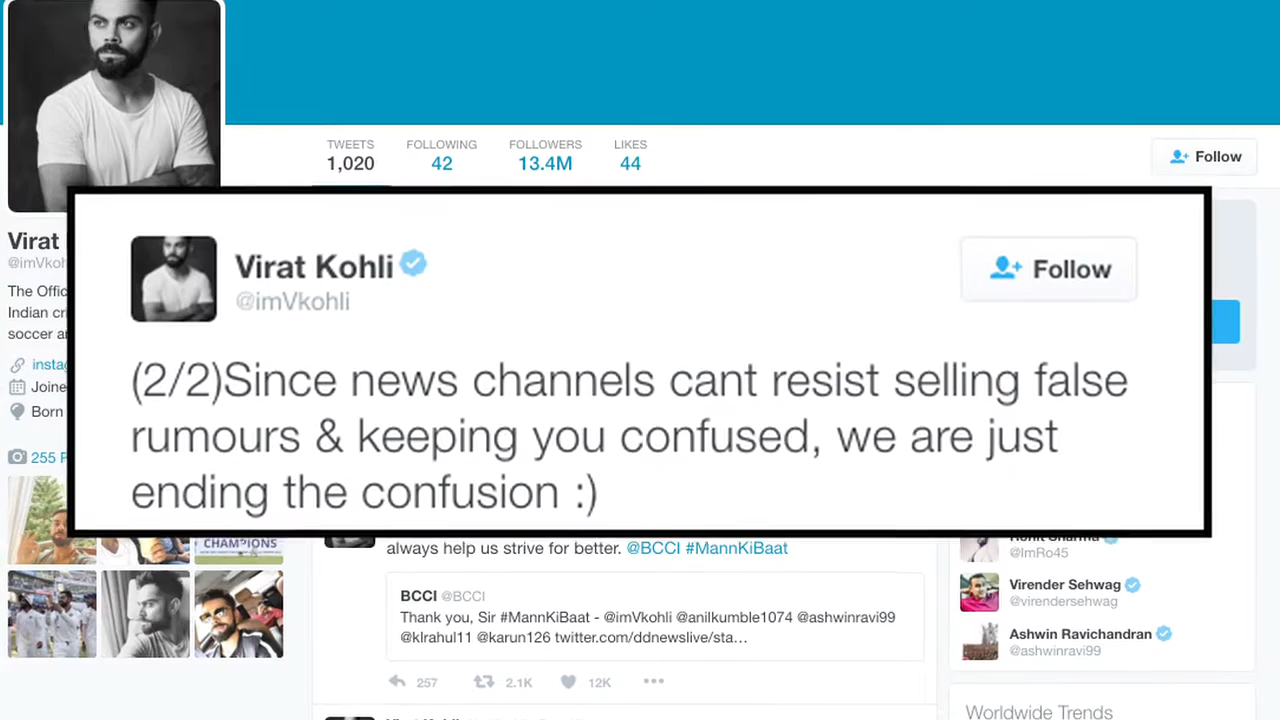 TWEETS FOLLOWING FOLLOWERS LIKES
1,020 42 13.4M 44
Follow
Virat
@imVkoh
The Offic
Indian cri
soccer a
insta
Joine
Born
255
Virat Kohli
@imVkohli
Follow
(2/2)Since news channels cant resist selling false
rumours & keeping you confused, we are just
ending the confusion :)
CHAMPIONS
always help us strive for better. @BCCI #MannKiBaat
BCCI @BCCI
Thank you, Sir #MannKiBaat - @imVkohli @anilkumble1074 @ashwinravi99
@klrahul11 @karun126 twitter.com/ddnewslive/sta…
257 2.1K 12K
@ImRo45
Virender Sehwag
@virendersehwag
Ashwin Ravichandran
@ashwinravi99
Worldwide Trends